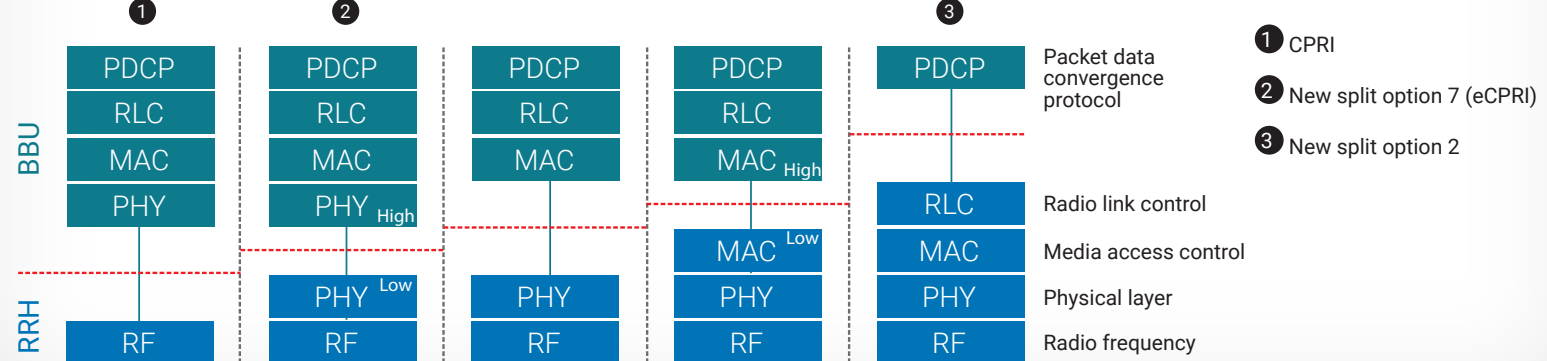 1
2
3
PDCP
RLC
MAC
PHY
RF
PDCP
RLC
MAC
PHY High
PHY Low
RF
PDCP
RLC
MAC
PHY
RF
PDCP
RLC
MAC High
MAC Low
PHY
RF
PDCP
RLC
MAC
PHY
RF
BBU
RRH
Packet data
convergence
protocol
Radio link control
Media access control
Physical layer
Radio frequency
1 CPRI
2 New split option 7 (eCPRI)
3 New split option 2